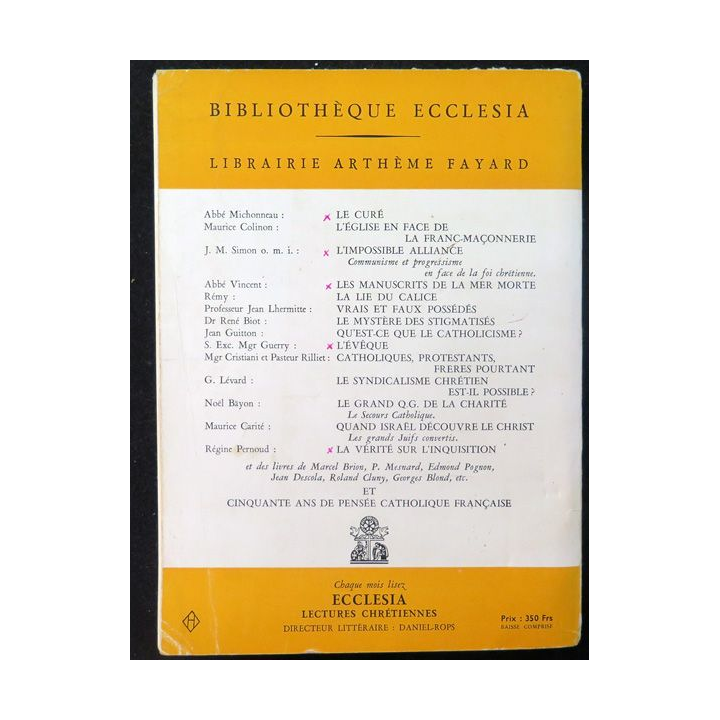 BIBLIOTHÈQUE ECCLESIA
LIBRAIRIE ARTHÈME FAYARD
Abbé Michonneau : LE CURÉ
Maurice Colinon : L'ÉGLISE EN FACE DE
LA FRANC-MAÇONNERIE
J. M. Simon o. m. i. : L'IMPOSSIBLE ALLIANCE
Communisme et progressisme
en face de la foi chrétienne.
Abbé Vincent : LES MANUSCRITS DE LA MER MORTE
Rémy : LA LIE DU CALICE
Professeur Jean Lhermitte : VRAIS ET FAUX POSSÉDÉS
Dr René Biot : LE MYSTÈRE DES STIGMATISÉS
Jean Guitton : QU'EST-CE QUE LE CATHOLICISME ?
S. Exc. Mgr Guerry : L'ÉVÊQUE
Mgr Cristiani et Pasteur Rilliet : CATHOLIQUES, PROTESTANTS,
FRÈRES POURTANT
G. Lévard : LE SYNDICALISME CHRÉTIEN
EST-IL POSSIBLE ?
Noël Bayon : LE GRAND Q.G. DE LA CHARITÉ
Le Secours Catholique.
Maurice Carité : QUAND ISRAËL DÉCOUVRE LE CHRIST
Les grands Juifs convertis.
Régine Pernoud : LA VÉRITÉ SUR L'INQUISITION
et des livres de Marcel Brion, P. Mesnard, Edmond Pognon,
Jean Descola, Roland Cluny, Georges Blond, etc.
ET
CINQUANTE ANS DE PENSÉE CATHOLIQUE FRANÇAISE
Chaque mois lisez
ECCLESIA
LECTURES CHRÉTIENNES
DIRECTEUR LITTÉRAIRE : DANIEL-ROPS
Prix : 350 Frs
BAISSE COMPRISE
H